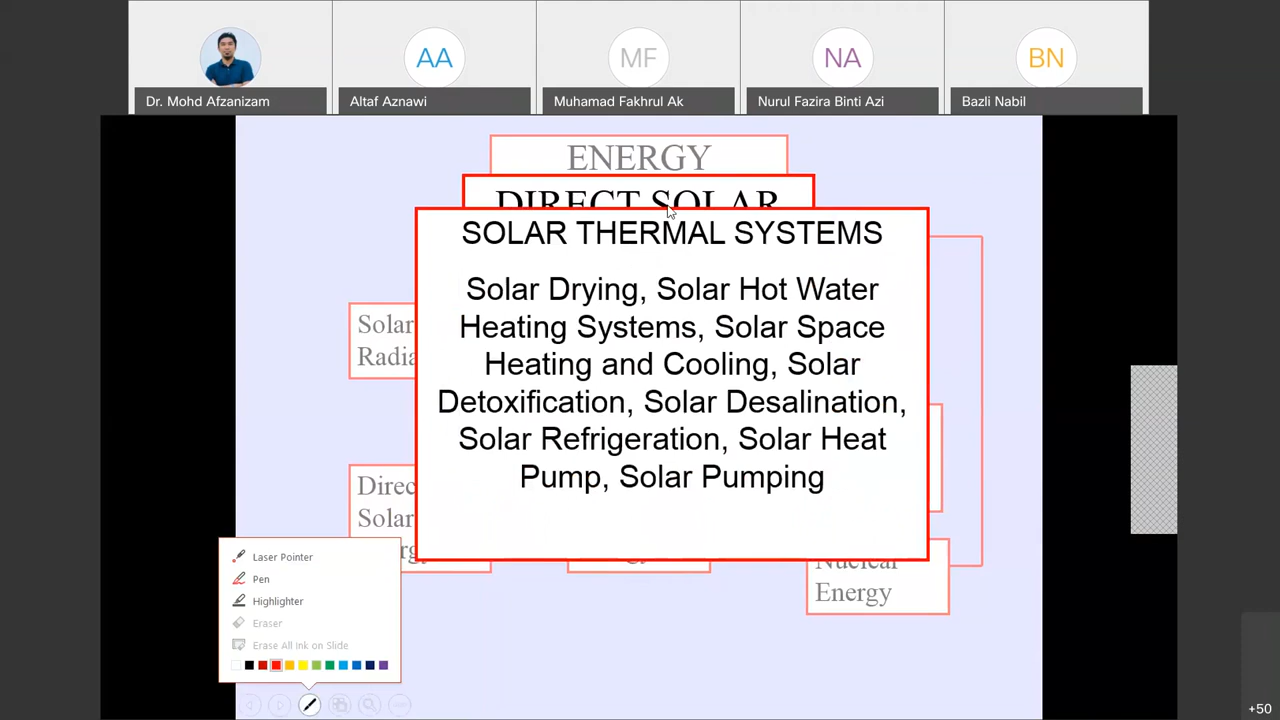 AA
MF
NA
BN
Dr. Mohd Afzanizam
Altaf Aznawi
Muhamad Fakhrul Ak
Nurul Fazira Binti Azi
Bazli Nabil
ENERGY
DIRECT SOLAR
SOLAR THERMAL SYSTEMS
Solar Drying, Solar Hot Water
Heating Systems, Solar Space
Heating and Cooling, Solar
Detoxification, Solar Desalination,
Solar Refrigeration, Solar Heat
Pump, Solar Pumping
Solar
Radia
Direc
Solar
Nuclear
Energy
Laser Pointer
Pen
Highlighter
Eraser
Erase All Ink on Slide
+50